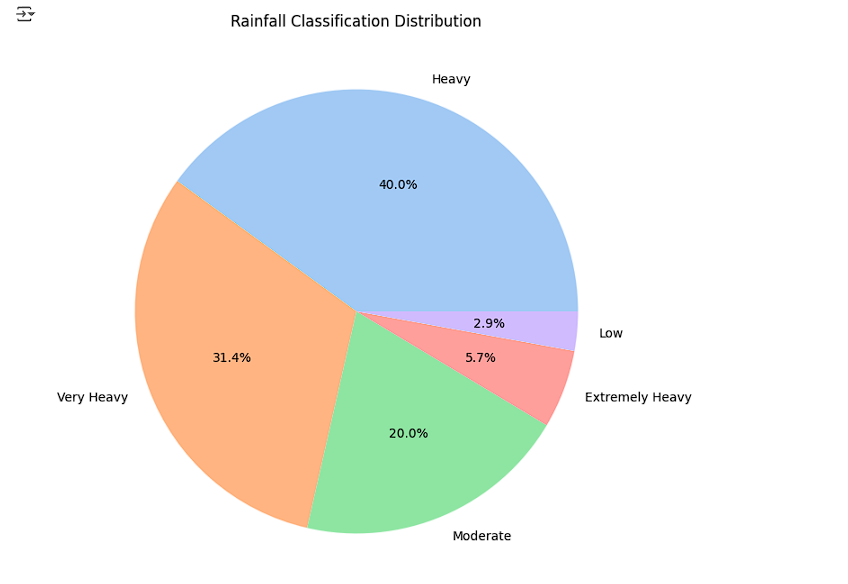 Rainfall Classification Distribution
Heavy
40.0%
2.9%
Low
31.4%
5.7%
Very Heavy
Extremely Heavy
20.0%
Moderate